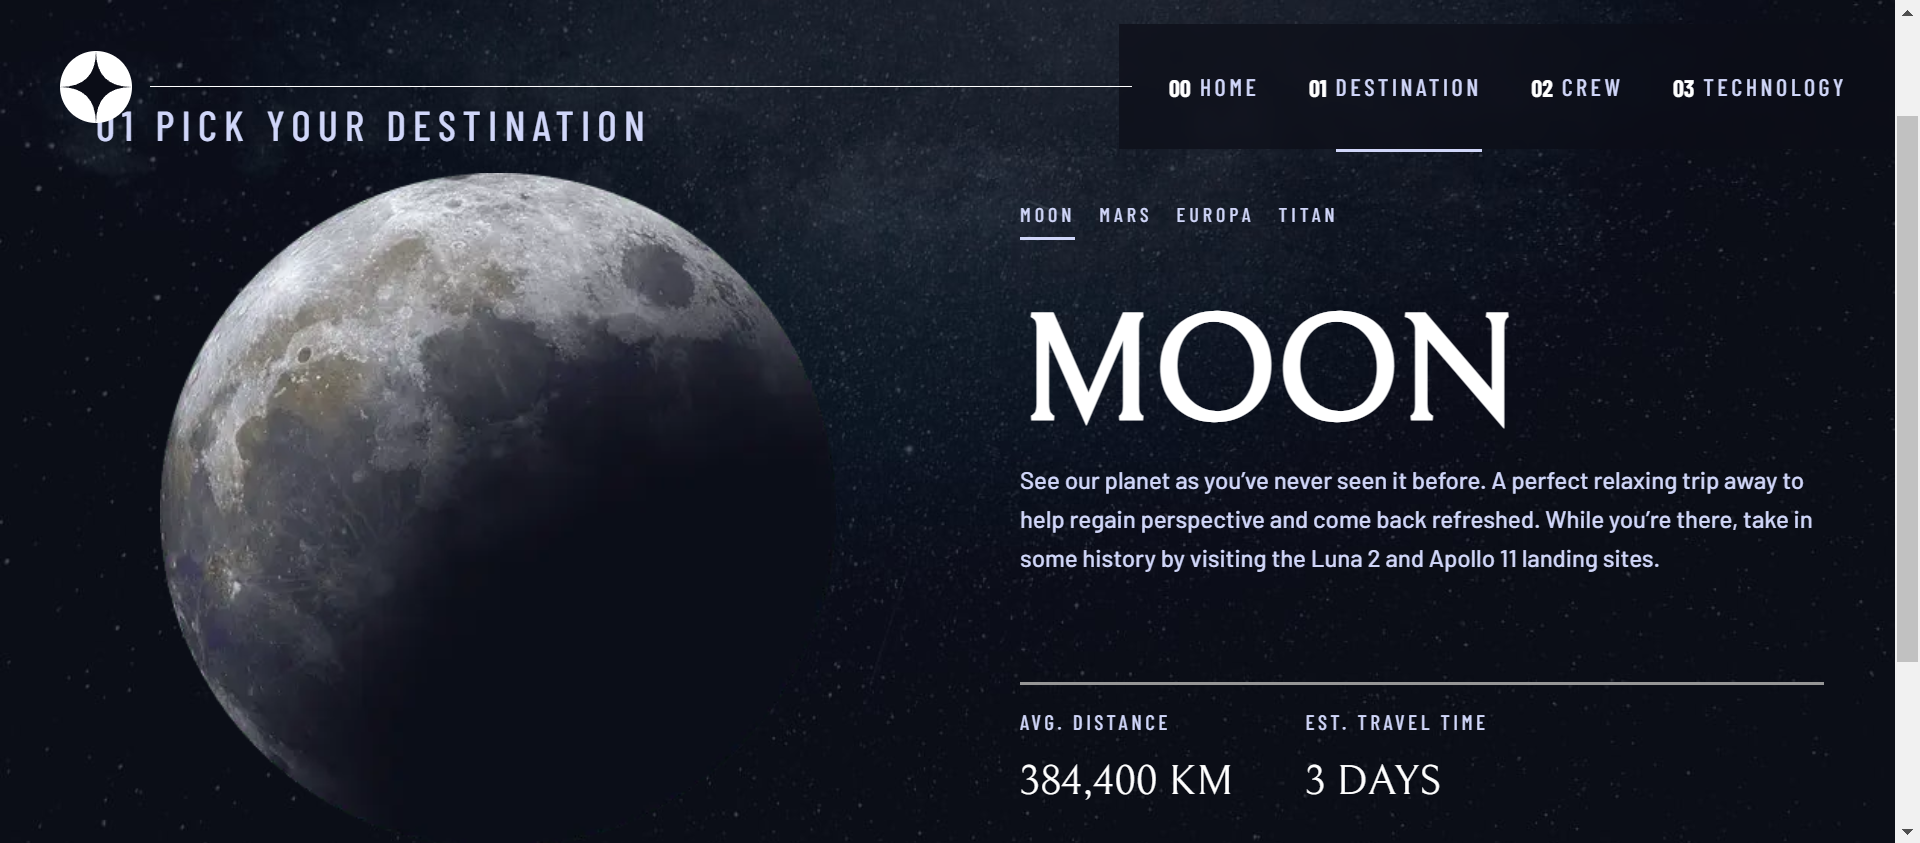 00 HOME 01 DESTINATION 02 CREW 03 TECHNOLOGY
01 PICK YOUR DESTINATION
MOON MARS EUROPA TITAN
MOON
See our planet as you’ve never seen it before. A perfect relaxing trip away to
help regain perspective and come back refreshed. While you’re there, take in
some history by visiting the Luna 2 and Apollo 11 landing sites.
AVG. DISTANCE
384,400 KM
EST. TRAVEL TIME
3 DAYS